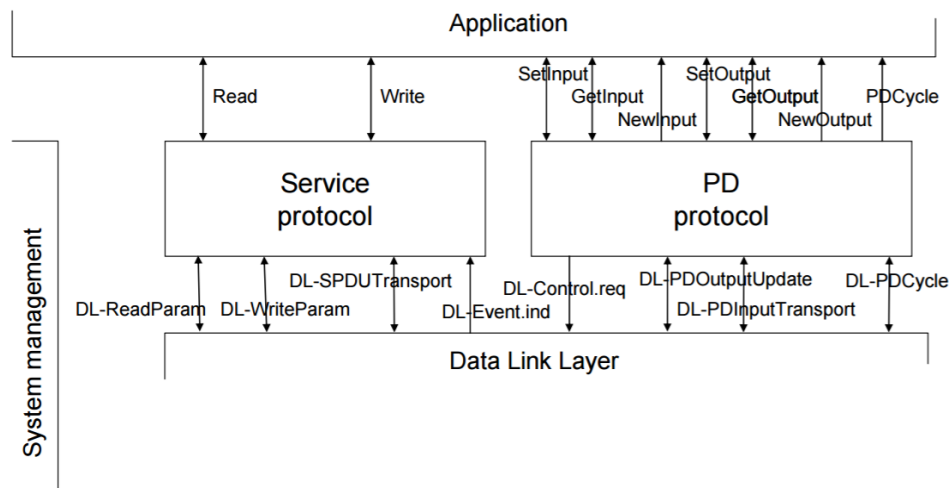 Application
SetInput
SetOutput
Read
Write
GetInput
GetOutput
PDCycle
NewInput
NewOutput
Service
protocol
PD
protocol
System management
DL-SPDUTransport
DL-PDOutputUpdate
DL-PDCycle
DL-Control.req
DL-ReadParam
DL-WriteParam
DL-Event.ind
DL-PDInputTransport
Data Link Layer